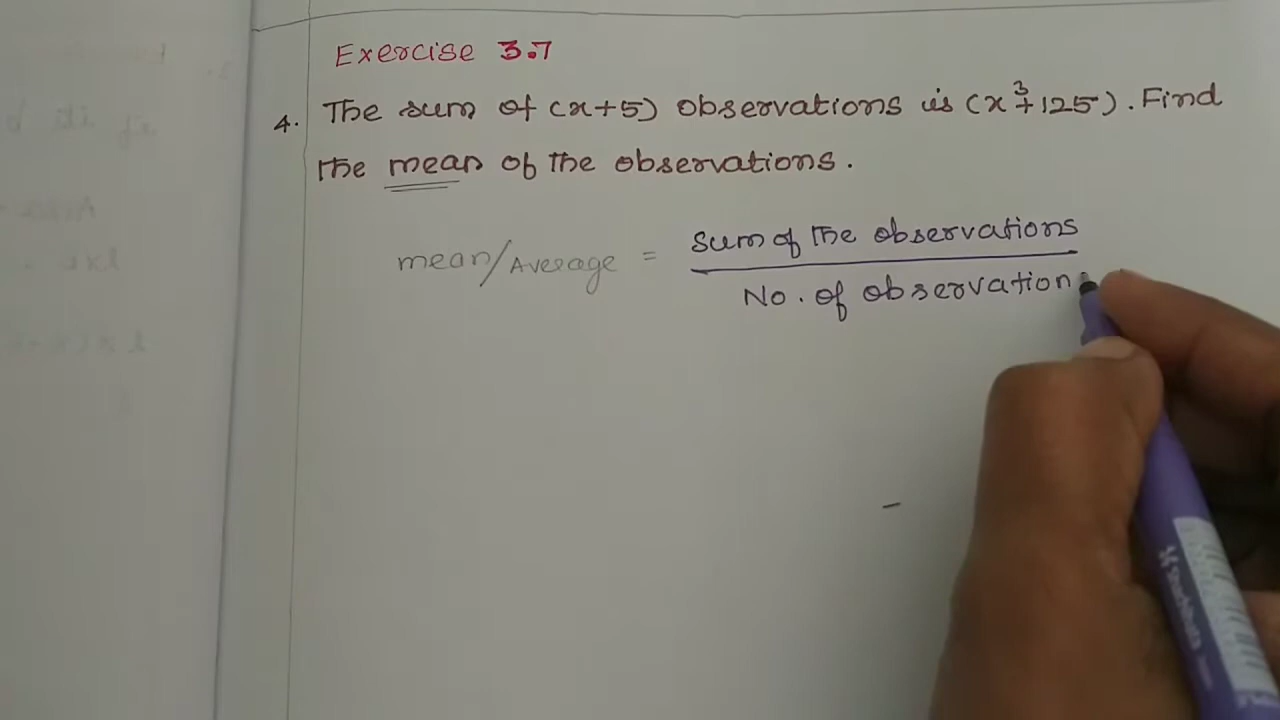 Exercise 3.7
4. The sum of (x+5) observations is (x³+125). Find
the mean of the observations.
mean/Average = sum of the observations
No. of observation